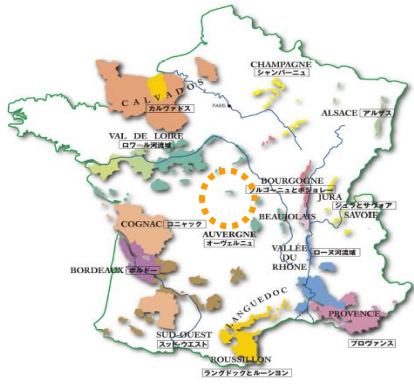 CHAMPAGNE
シャンパーニュ
CALVADOS
カルヴァドス
PARIS
ALSACE アルザス
VAL DE LOIRE
ロワール河流域
BOURGOGNE
ブルゴーニュとボジョレー
JURA
ジュラとサヴォア
SAVOIE
BEAUJOLAIS
COGNAC コニャック
AUVERGNE
オーヴェルニュ
VALLÉE
DU
RHÔNE
ローヌ河流域
BORDEAUX ボルドー
LANGUEDOC
PROVENCE
プロヴァンス
SUD-OUEST
スッド・ウエスト
ROUSSILLON
ラングドックとルーション